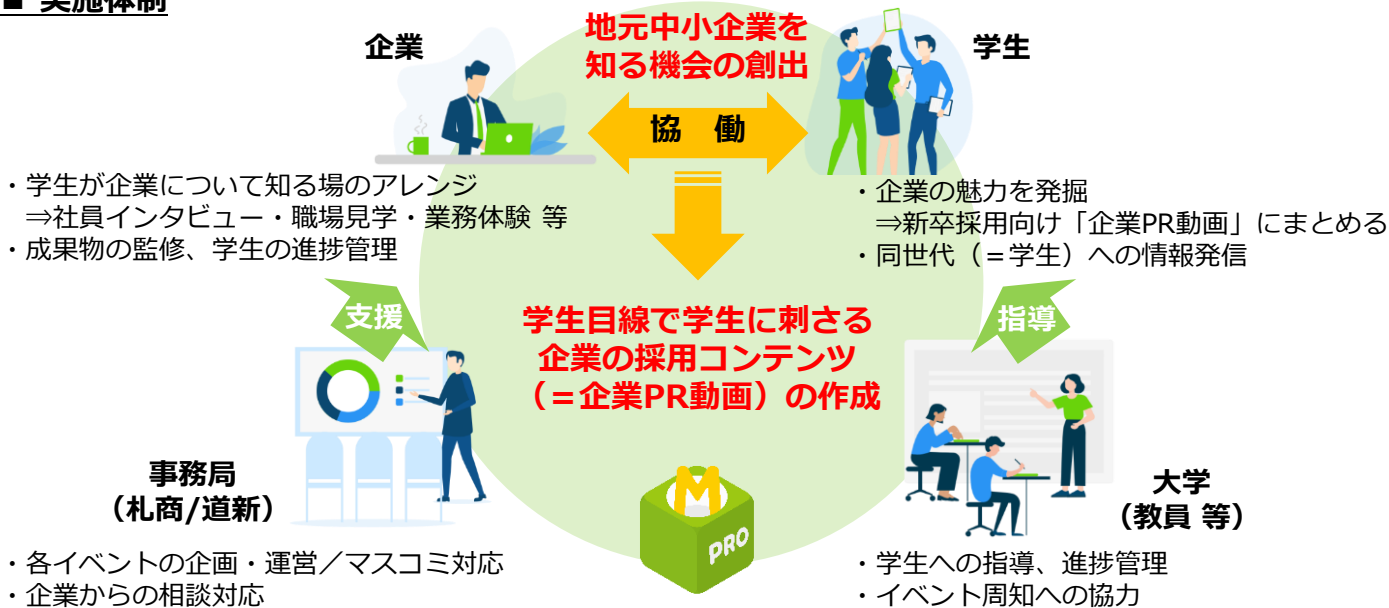 ■ 実施体制
地元中小企業を
知る機会の創出
企業
学生
協 働
・学生が企業について知る場のアレンジ
⇒社員インタビュー・職場見学・業務体験 等
・成果物の監修、学生の進捗管理
・企業の魅力を発掘
⇒新卒採用向け「企業PR動画」にまとめる
・同世代（＝学生）への情報発信
支援
指導
学生目線で学生に刺さる
企業の採用コンテンツ
（＝企業PR動画）の作成
事務局
（札商/道新）
大学
（教員 等）
M
PRO
・各イベントの企画・運営／マスコミ対応
・企業からの相談対応
・学生への指導、進捗管理
・イベント周知への協力